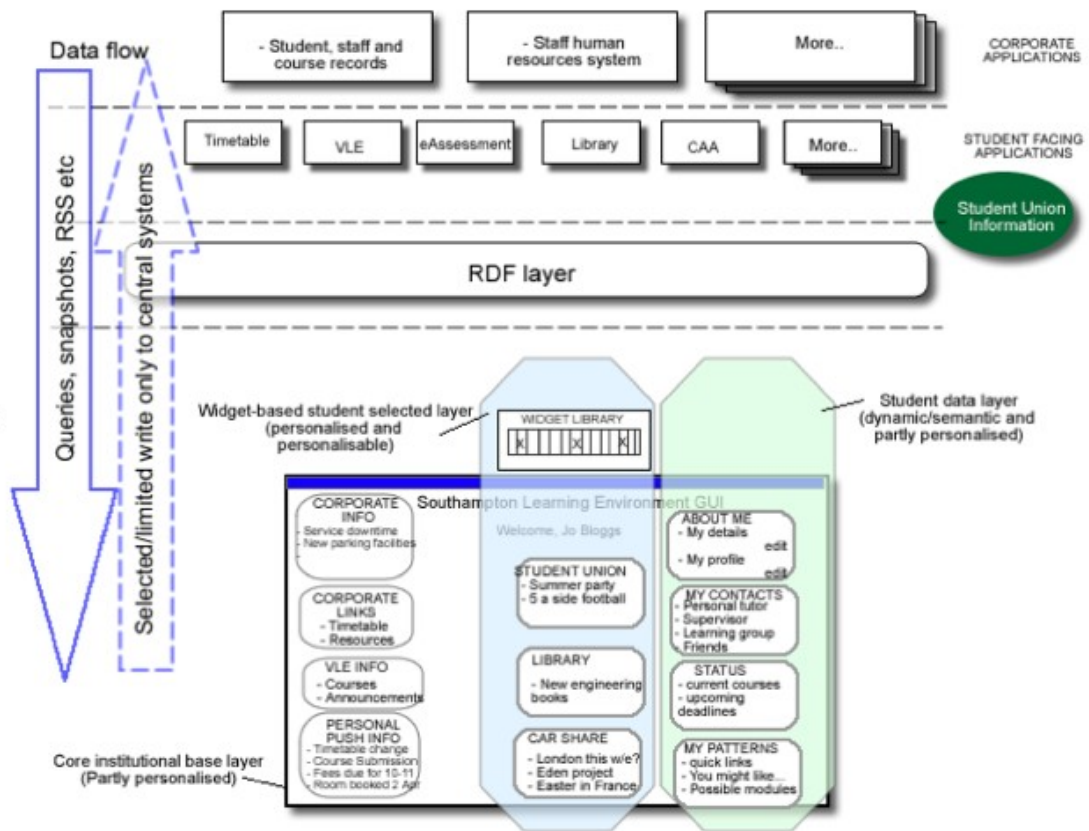 Data flow
- Student, staff and
course records
- Staff human
resources system
More..
CORPORATE
APPLICATIONS
Timetable
VLE
eAssessment
Library
CAA
More..
STUDENT FACING
APPLICATIONS
Student Union
Information
RDF layer
Queries, snapshots, RSS etc
Selected/limited write only to central systems
Widget-based student selected layer
(personalised and
personalisable)
WIDGET LIBRARY
X
X
X
Student data layer
(dynamic/semantic and
partly personalised)
Southampton Learning Environment GUI
Welcome, Jo Bloggs
CORPORATE
INFO
- Service downtime
- New parking facilities
-
CORPORATE
LINKS
- Timetable
- Resources
VLE INFO
- Courses
- Announcements
PERSONAL
PUSH INFO
- Timetable change
- Course Submission
- Fees due for 10-11
- Room booked 2 Apr
STUDENT UNION
- Summer party
- 5 a side football
LIBRARY
- New engineering
books
CAR SHARE
- London this w/e?
- Eden project
- Easter in France
ABOUT ME
- My details
edit
- My profile
edit
MY CONTACTS
- Personal tutor
- Supervisor
- Learning group
- Friends
STATUS
- current courses
- upcoming
deadlines
MY PATTERNS
- quick links
- You might like...
- Possible modules
Core institutional base layer
(Partly personalised)